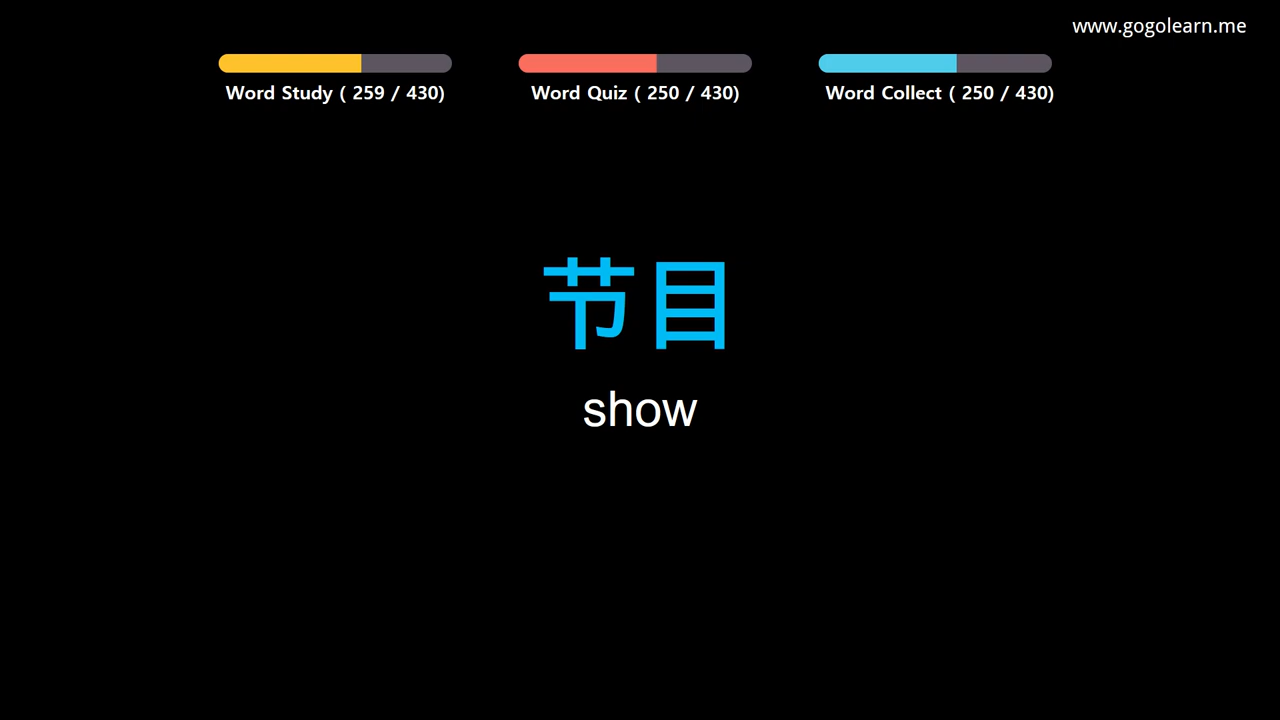 www.gogolearn.me
Word Study ( 259 / 430)
Word Quiz ( 250 / 430)
Word Collect ( 250 / 430)
节目
show